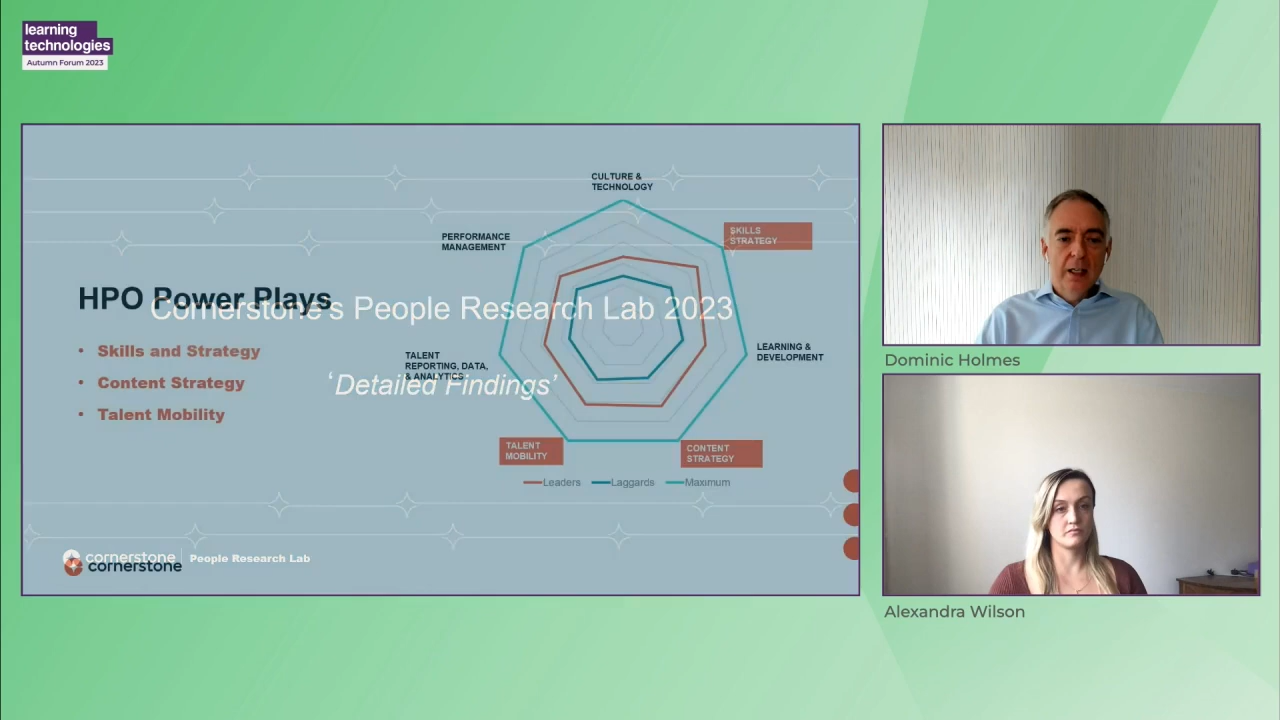 learning
technologies
Autumn Forum 2023
CULTURE &
TECHNOLOGY
SKILLS
STRATEGY
PERFORMANCE
MANAGEMENT
HPO Power Plays
Cornerstone's People Research Lab 2023
• Skills and Strategy
• Content Strategy
• Talent Mobility
LEARNING &
DEVELOPMENT
TALENT
REPORTING, DATA,
& ANALYTICS
‘Detailed Findings’
TALENT
MOBILITY
CONTENT
STRATEGY
Leaders Laggards Maximum
cornerstone People Research Lab
cornerstone
Dominic Holmes
Alexandra Wilson